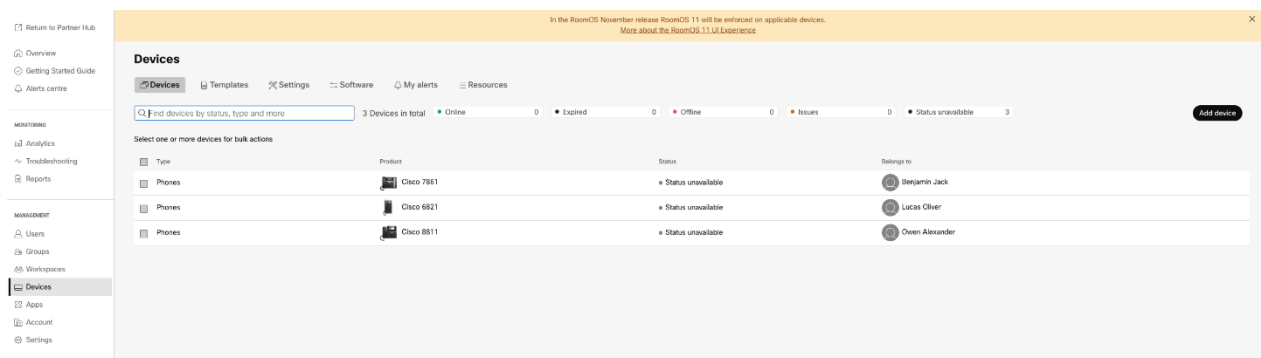 In the RoomOS November release RoomOS 11 will be enforced on applicable devices.
More about the RoomOS 11 UI Experience
Return to Partner Hub
Overview
Getting Started Guide
Alerts centre
MONITORING
Analytics
Troubleshooting
Reports
MANAGEMENT
Users
Groups
Workspaces
Devices
Apps
Account
Settings
Devices
Devices Templates Settings Software My alerts Resources
Find devices by status, type and more 3 Devices in total Online 0 Expired 0 Offline 0 Issues 0 Status unavailable 3 Add device
Select one or more devices for bulk actions
Type Product Status Belongs to
Phones Cisco 7861 Status unavailable Benjamin Jack
Phones Cisco 6821 Status unavailable Lucas Oliver
Phones Cisco 8811 Status unavailable Owen Alexander